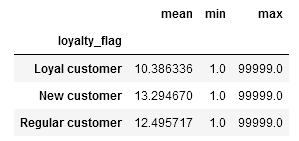 mean min max
loyalty_flag
Loyal customer 10.386336 1.0 99999.0
New customer 13.294670 1.0 99999.0
Regular customer 12.495717 1.0 99999.0